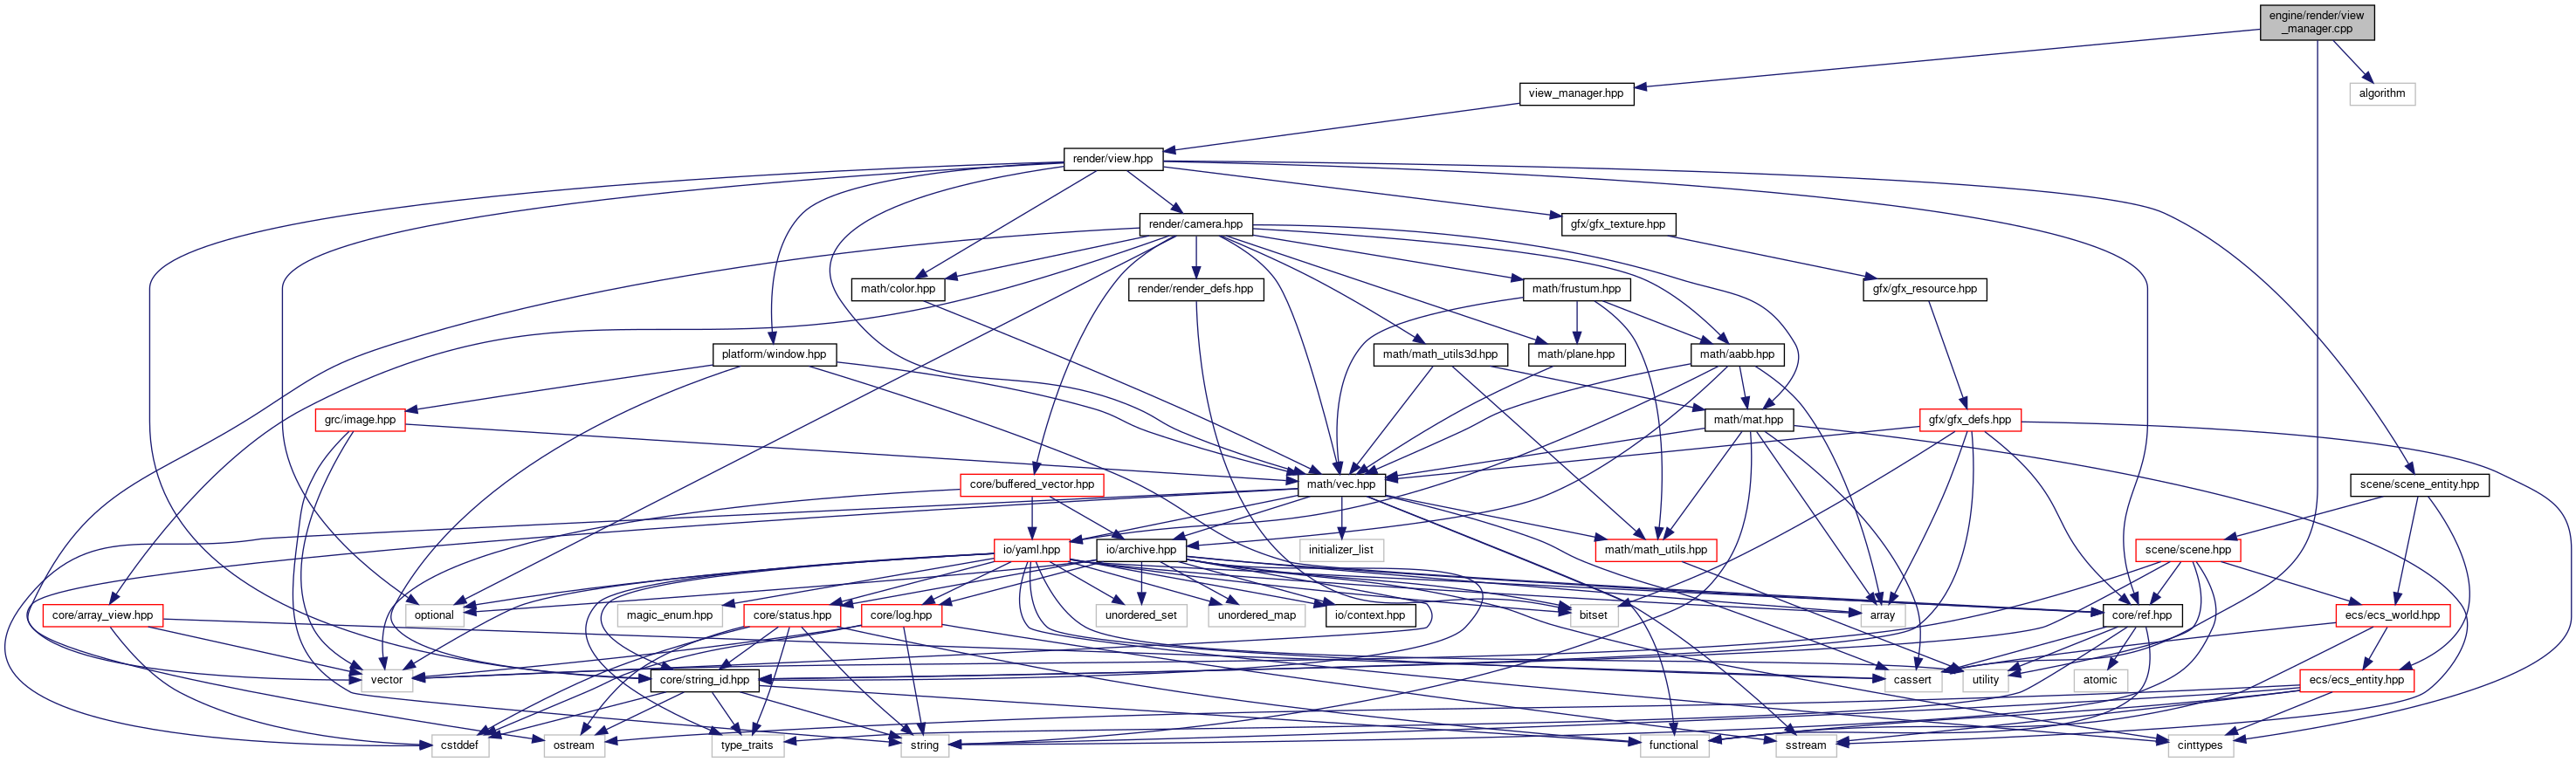 engine/render/view
_manager.cpp
view_manager.hpp
algorithm
render/view.hpp
render/camera.hpp
gfx/gfx_texture.hpp
math/color.hpp
render/render_defs.hpp
math/frustum.hpp
gfx/gfx_resource.hpp
platform/window.hpp
math/math_utils3d.hpp
math/plane.hpp
math/aabb.hpp
grc/image.hpp
math/mat.hpp
gfx/gfx_defs.hpp
core/buffered_vector.hpp
math/vec.hpp
scene/scene_entity.hpp
io/yaml.hpp
io/archive.hpp
initializer_list
math/math_utils.hpp
scene/scene.hpp
core/array_view.hpp
optional
magic_enum.hpp
core/status.hpp
core/log.hpp
unordered_set
unordered_map
io/context.hpp
bitset
array
core/ref.hpp
ecs/ecs_world.hpp
vector
core/string_id.hpp
cassert
utility
atomic
ecs/ecs_entity.hpp
cstddef
ostream
type_traits
string
functional
sstream
cinttypes